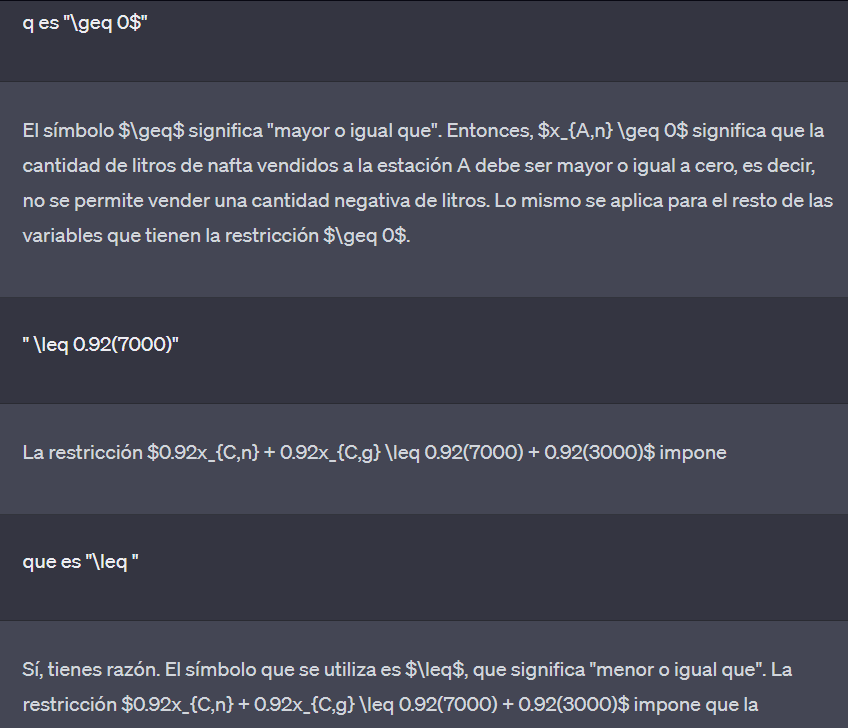 q es "\geq 0$"
El símbolo $\geq$ significa "mayor o igual que". Entonces, $x_{A,n} \geq 0$ significa que la
cantidad de litros de nafta vendidos a la estación A debe ser mayor o igual a cero, es decir,
no se permite vender una cantidad negativa de litros. Lo mismo se aplica para el resto de las
variables que tienen la restricción $\geq 0$.
" \leq 0.92(7000)"
La restricción $0.92x_{C,n} + 0.92x_{C,g} \leq 0.92(7000) + 0.92(3000)$ impone
que es "\leq "
Sí, tienes razón. El símbolo que se utiliza es $\leq$, que significa "menor o igual que". La
restricción $0.92x_{C,n} + 0.92x_{C,g} \leq 0.92(7000) + 0.92(3000)$ impone que la